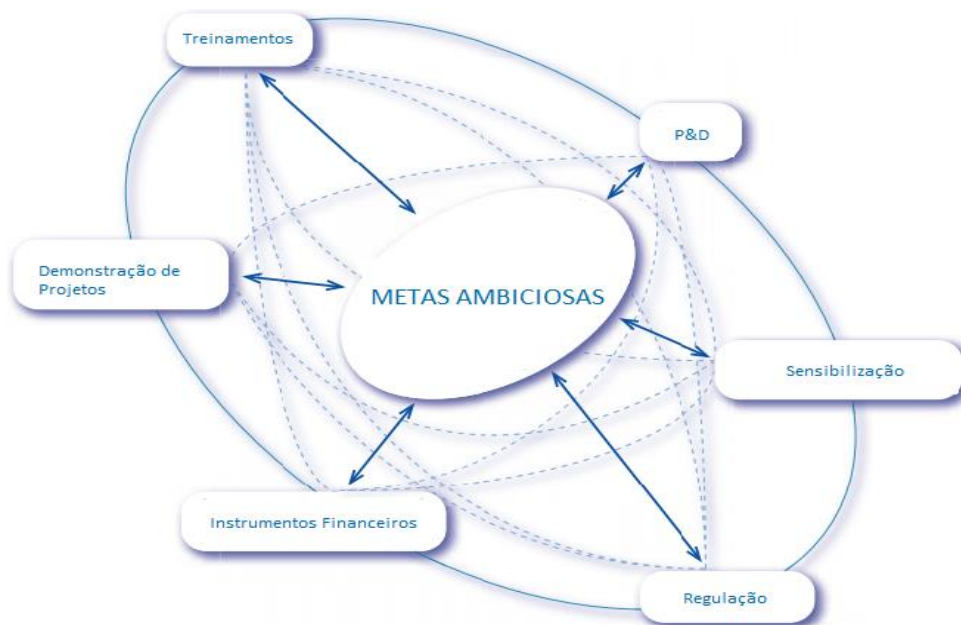 Treinamentos
P&D
Demonstração de
Projetos
METAS AMBICIOSAS
Sensibilização
Instrumentos Financeiros
Regulação